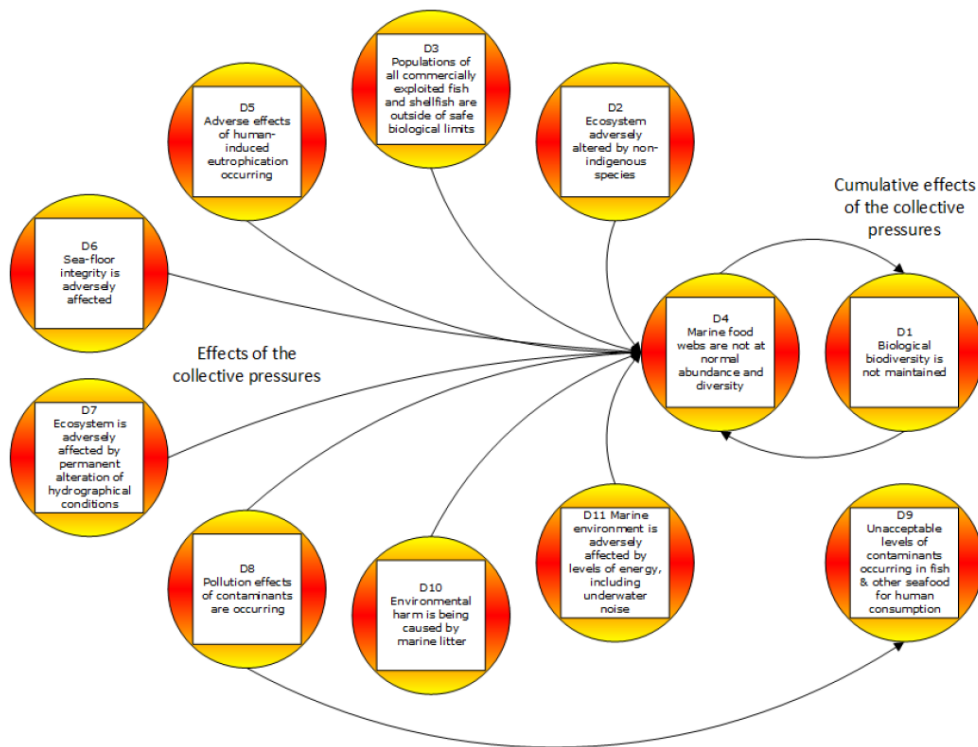 D3
Populations of
all commercially
exploited fish
and shellfish are
outside of safe
biological limits
D5
Adverse effects
of human-
induced
eutrophication
occurring
D2
Ecosystem
adversely
altered by non-
indigenous
species
Cumulative effects
of the collective
pressures
D6
Sea-floor
integrity is
adversely
affected
D4
Marine food
webs are not at
normal
abundance and
diversity
D1
Biological
biodiversity is
not maintained
Effects of the
collective pressures
D7
Ecosystem is
adversely
affected by
permanent
alteration of
hydrographical
conditions
D8
Pollution effects
of contaminants
are occurring
D10
Environmental
harm is being
caused by
marine litter
D11 Marine
environment is
adversely
affected by
levels of energy,
including
underwater
noise
D9
Unacceptable
levels of
contaminants
occurring in fish
& other seafood
for human
consumption